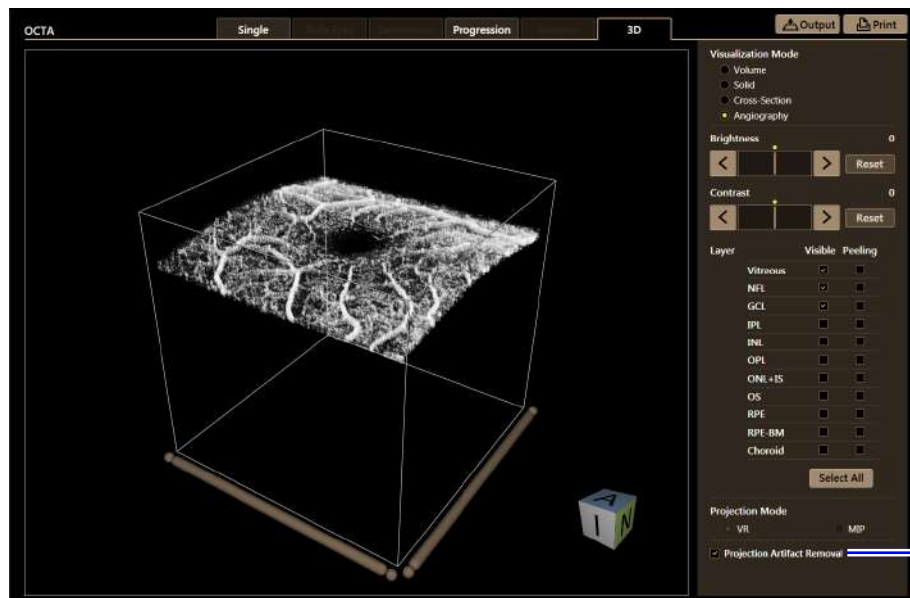 OCTA
Single
Progression
3D
Output
Print
Visualization Mode
Volume
Solid
Cross-Section
Angiography
Brightness 0
< > Reset
Contrast 0
< > Reset
Layer Visible Peeling
Vitreous
NFL
GCL
IPL
INL
OPL
ONL+IS
OS
RPE
RPE-BM
Choroid
Select All
Projection Mode
VR MIP
Projection Artifact Removal
A
I N